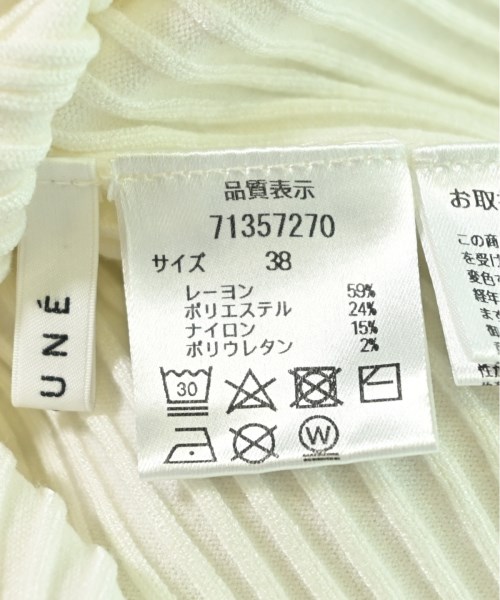 UNÉ
品質表示
71357270
サイズ 38
レーヨン 59%
ポリエステル 24%
ナイロン 15%
ポリウレタン 2%
30
W
お取
この商
を受け
変色
経年
ます